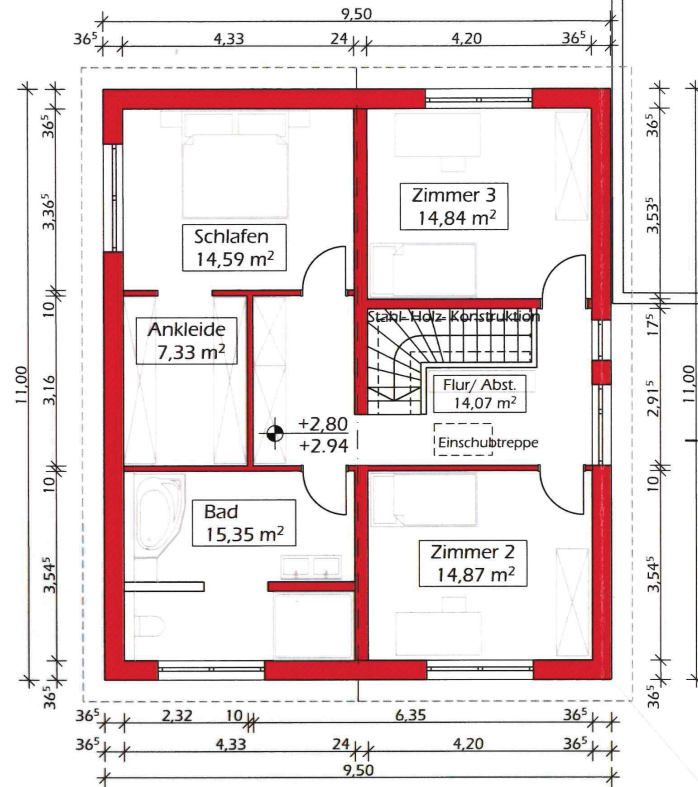 9,50
36⁵ 4,33 24 4,20 36⁵
11,00
36⁵
3,36⁵
10
3,16
10
3,54⁵
36⁵
Schlafen
14,59 m²
Zimmer 3
14,84 m²
Ankleide
7,33 m²
Stahl-Holz-Konstruktion
Flur/ Abst.
14,07 m²
+2,80
+2.94
Einschubtreppe
Bad
15,35 m²
Zimmer 2
14,87 m²
36⁵
3,53⁵
17⁵
2,91⁵
10
3,54⁵
36⁵
11,00
36⁵ 2,32 10 6,35 36⁵
36⁵ 4,33 24 4,20 36⁵
9,50